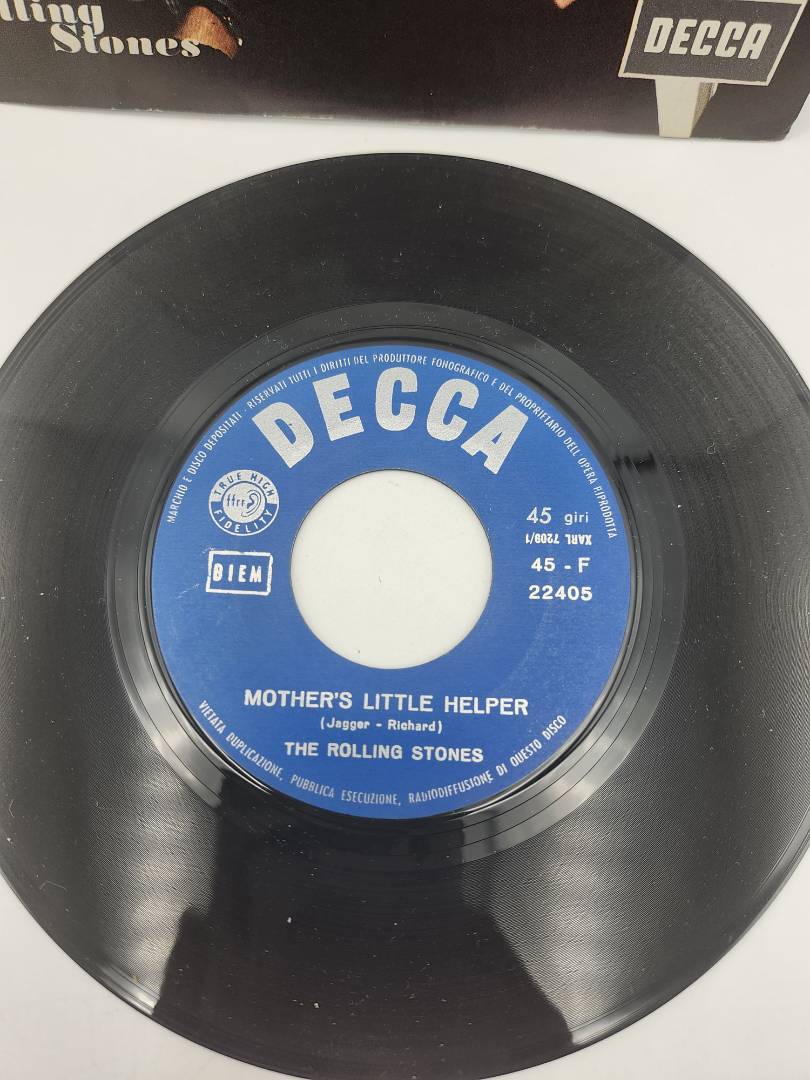 lling
Stones
DECCA
MARCHIO E DISCO DEPOSITATI - RISERVATI TUTTI I DIRITTI DEL PRODUTTORE FONOGRAFICO E DEL PROPRIETARIO DELL'OPERA RIPRODOTTA
DECCA
TRUE HIGH
ffrr
FIDELITY
BIEM
45 giri
XARL 7209/1
45 - F
22405
MOTHER'S LITTLE HELPER
(Jagger - Richard)
THE ROLLING STONES
VIETATA DUPLICAZIONE, PUBBLICA ESECUZIONE, RADIODIFFUSIONE DI QUESTO DISCO